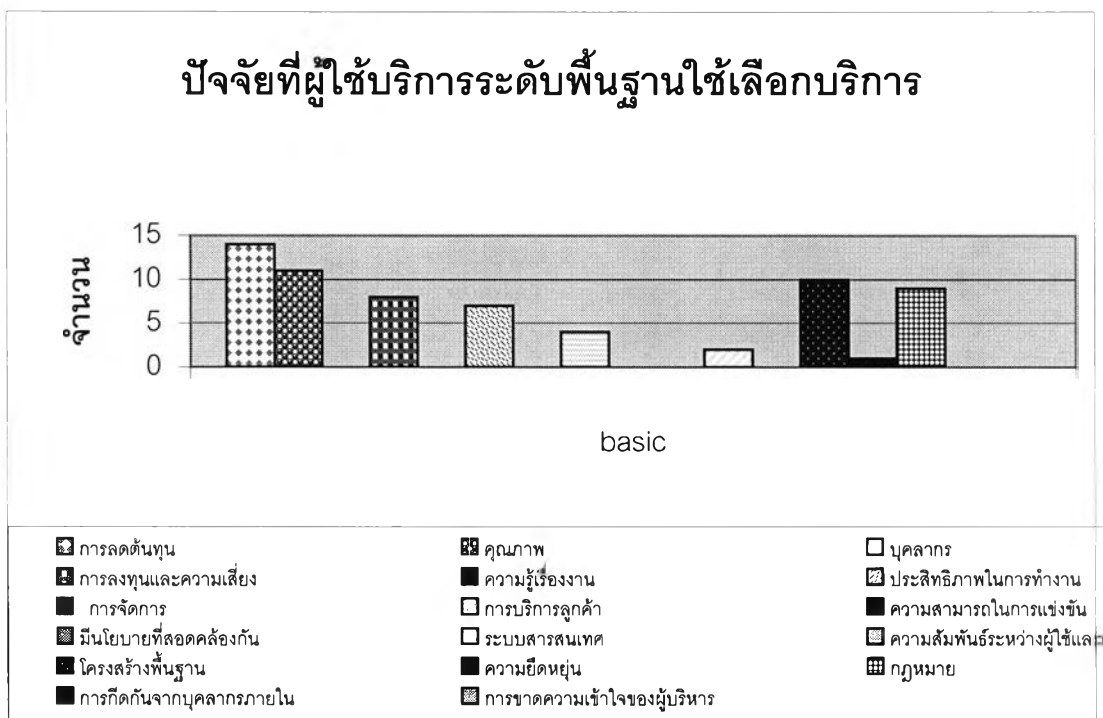 ปัจจัยที่ผู้ใช้บริการระดับพื้นฐานใช้เลือกบริการ
15
10
5
0
จำนวน
basic
การลดต้นทุน คุณภาพ บุคลากร
การลงทุนและความเสี่ยง ความรู้เรื่องงาน ประสิทธิภาพในการทำงาน
การจัดการ การบริการลูกค้า ความสามารถในการแข่งขัน
มีนโยบายที่สอดคล้องกัน ระบบสารสนเทศ ความสัมพันธ์ระหว่างผู้ใช้และ
โครงสร้างพื้นฐาน ความยืดหยุ่น กฎหมาย
การกีดกันจากบุคลากรภายใน การขาดความเข้าใจของผู้บริหาร